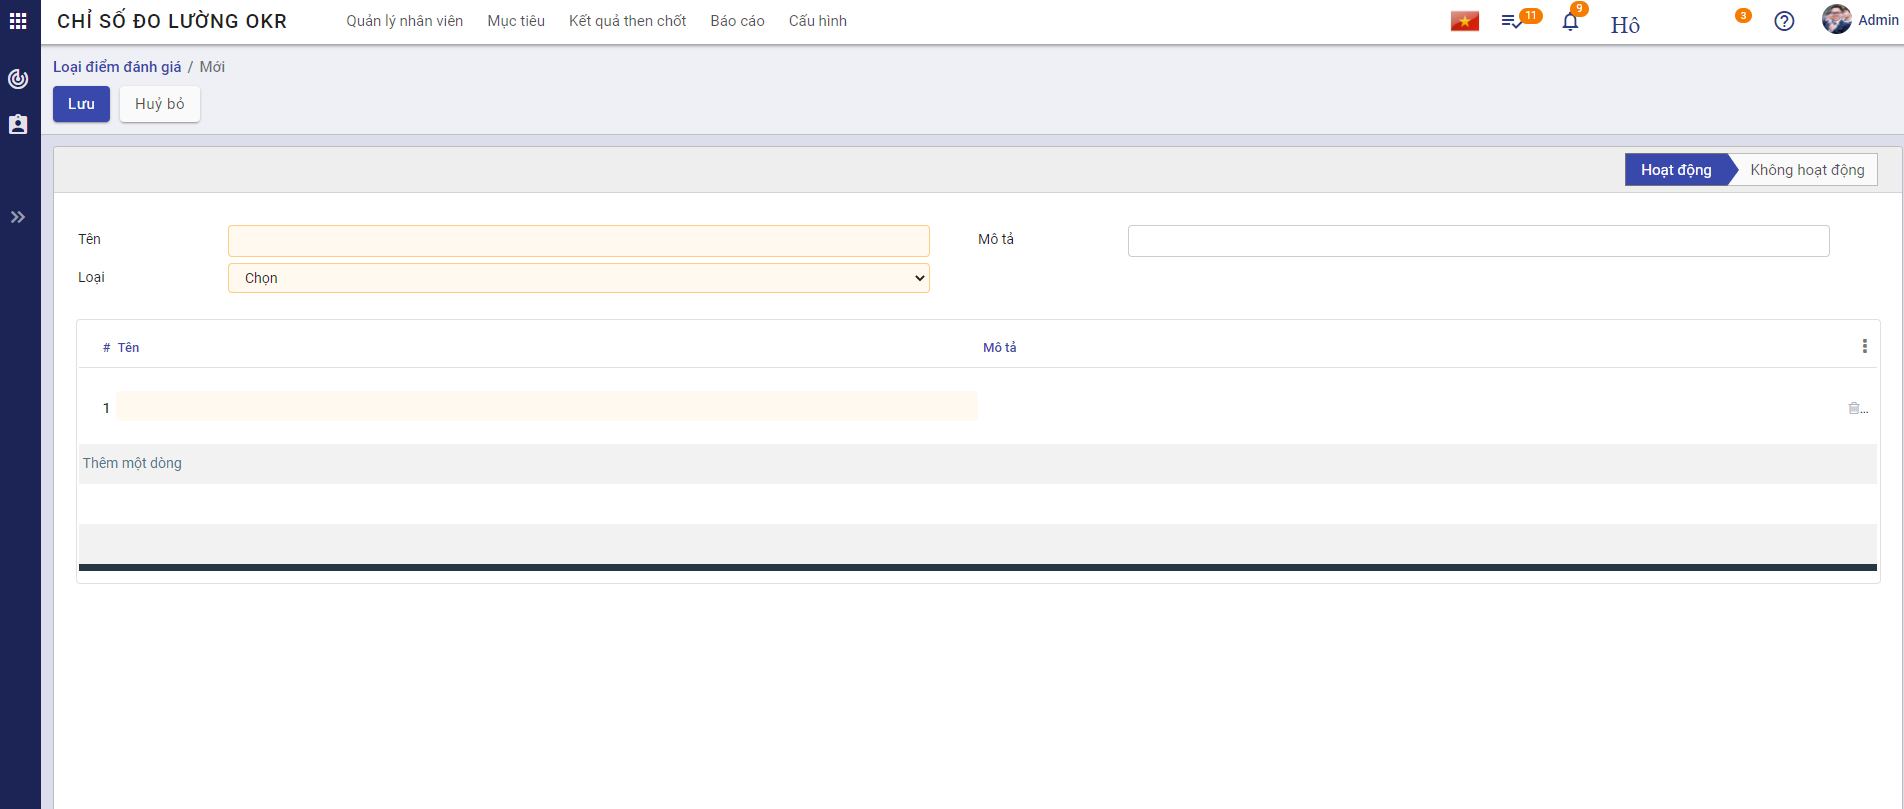 CHỈ SỐ ĐO LƯỜNG OKR Quản lý nhân viên Mục tiêu Kết quả then chốt Báo cáo Cấu hình 11 9 Hô 3 Admin
Loại điểm đánh giá / Mới
Lưu Huỷ bỏ
Hoạt động Không hoạt động
Tên Mô tả
Loại Chọn
# Tên Mô tả
1 ...
Thêm một dòng